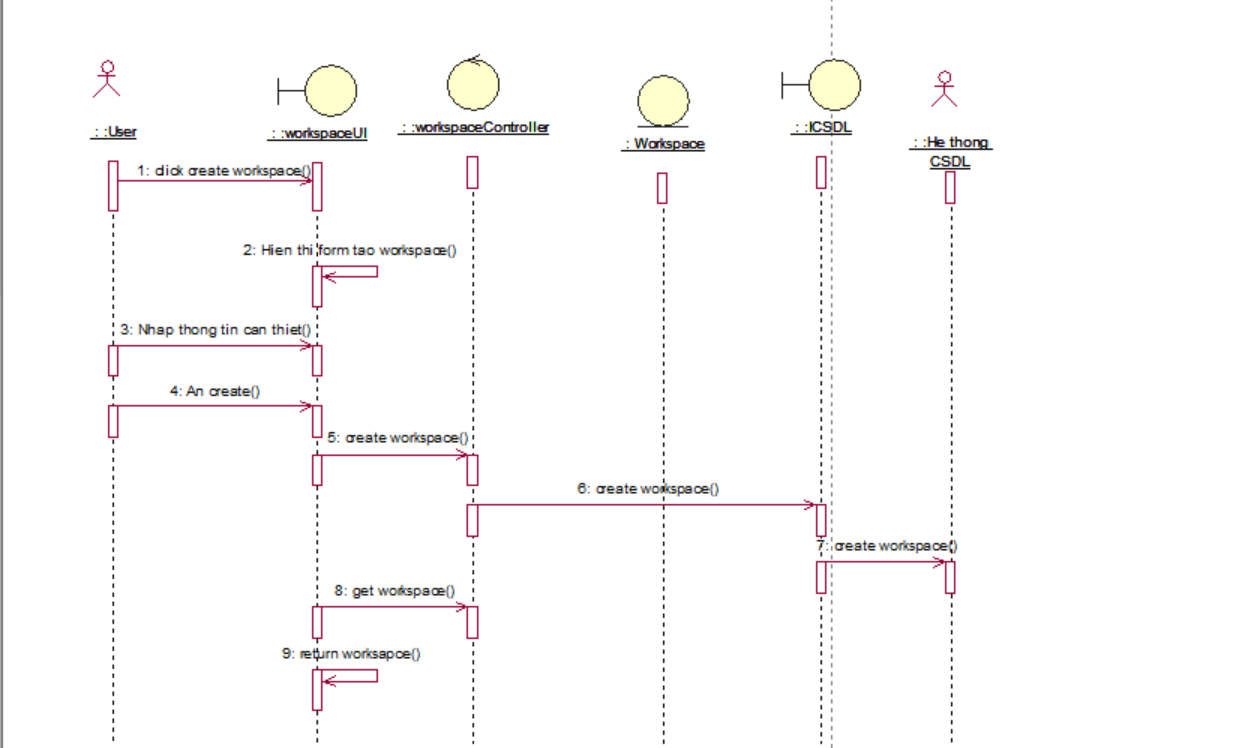 : :User
: :workspaceUI
: :workspaceController
: Workspace
: :ICSDL
: :He thong
CSDL
1: click create workspace()
2: Hien thi form tao workspace()
3: Nhap thong tin can thiet()
4: An create()
5: create workspace()
6: create workspace()
7: create workspace()
8: get workspace()
9: return worksapce()